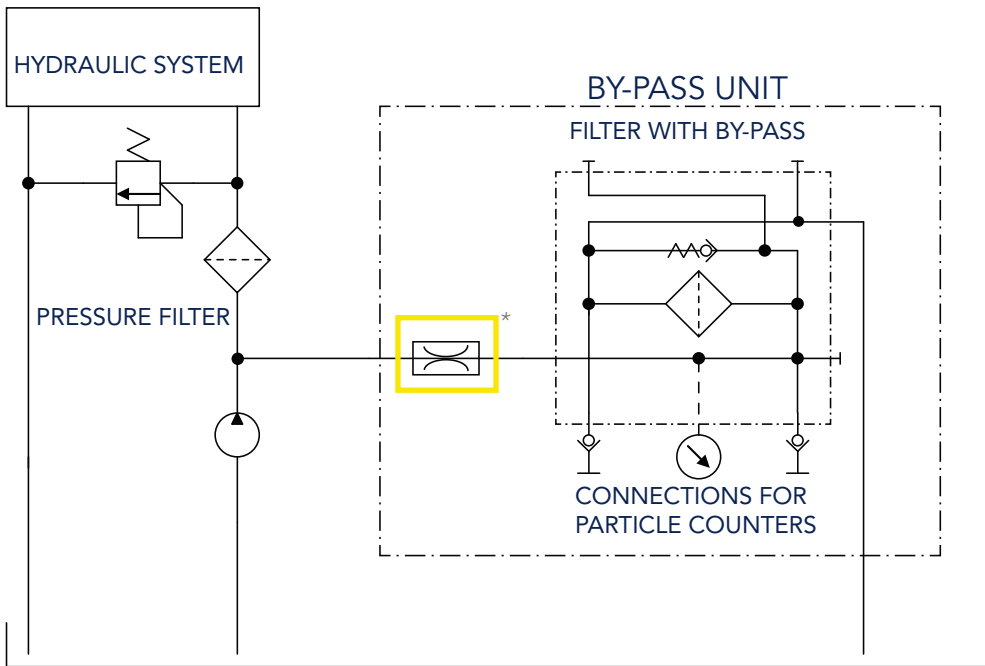 HYDRAULIC SYSTEM
BY-PASS UNIT
FILTER WITH BY-PASS
PRESSURE FILTER
*
CONNECTIONS FOR
PARTICLE COUNTERS